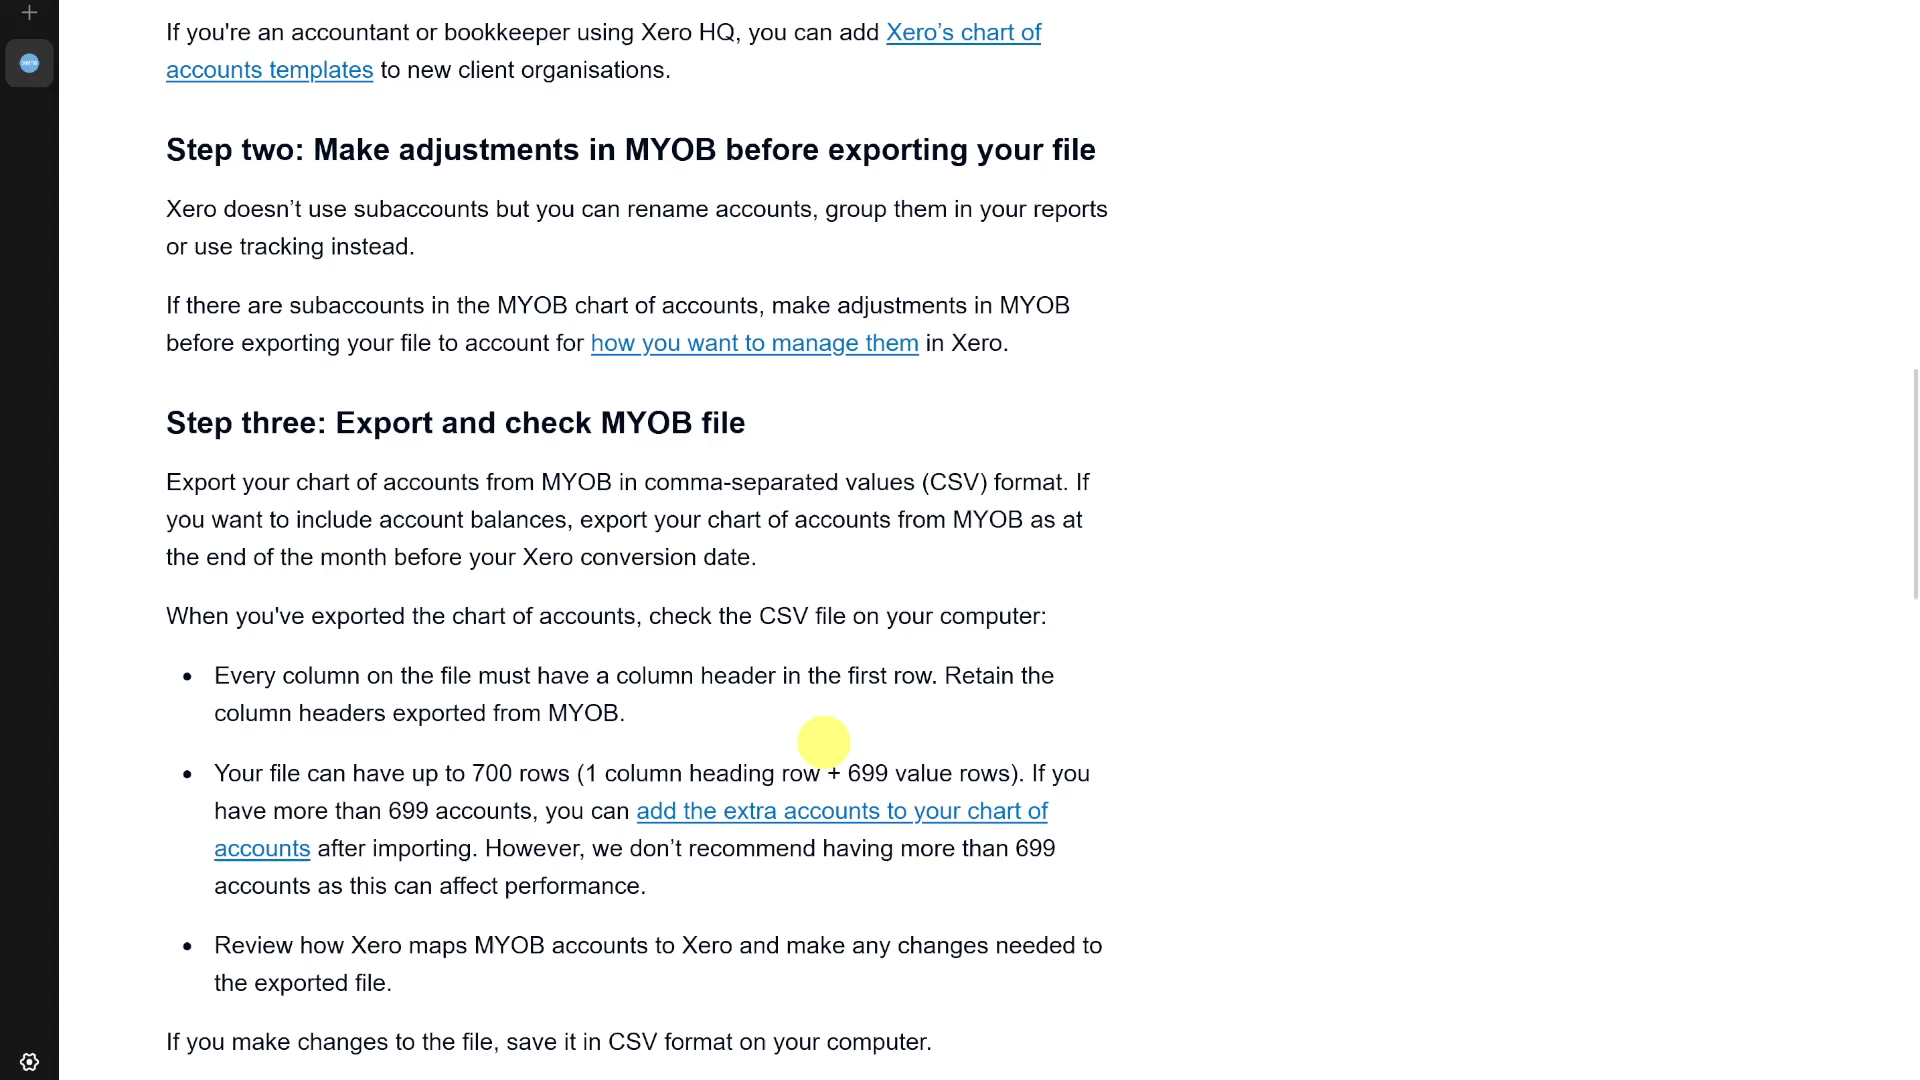 If you're an accountant or bookkeeper using Xero HQ, you can add Xero’s chart of
accounts templates to new client organisations.
Step two: Make adjustments in MYOB before exporting your file
Xero doesn’t use subaccounts but you can rename accounts, group them in your reports
or use tracking instead.
If there are subaccounts in the MYOB chart of accounts, make adjustments in MYOB
before exporting your file to account for how you want to manage them in Xero.
Step three: Export and check MYOB file
Export your chart of accounts from MYOB in comma-separated values (CSV) format. If
you want to include account balances, export your chart of accounts from MYOB as at
the end of the month before your Xero conversion date.
When you've exported the chart of accounts, check the CSV file on your computer:
• Every column on the file must have a column header in the first row. Retain the
column headers exported from MYOB.
• Your file can have up to 700 rows (1 column heading row + 699 value rows). If you
have more than 699 accounts, you can add the extra accounts to your chart of
accounts after importing. However, we don’t recommend having more than 699
accounts as this can affect performance.
• Review how Xero maps MYOB accounts to Xero and make any changes needed to
the exported file.
If you make changes to the file, save it in CSV format on your computer.